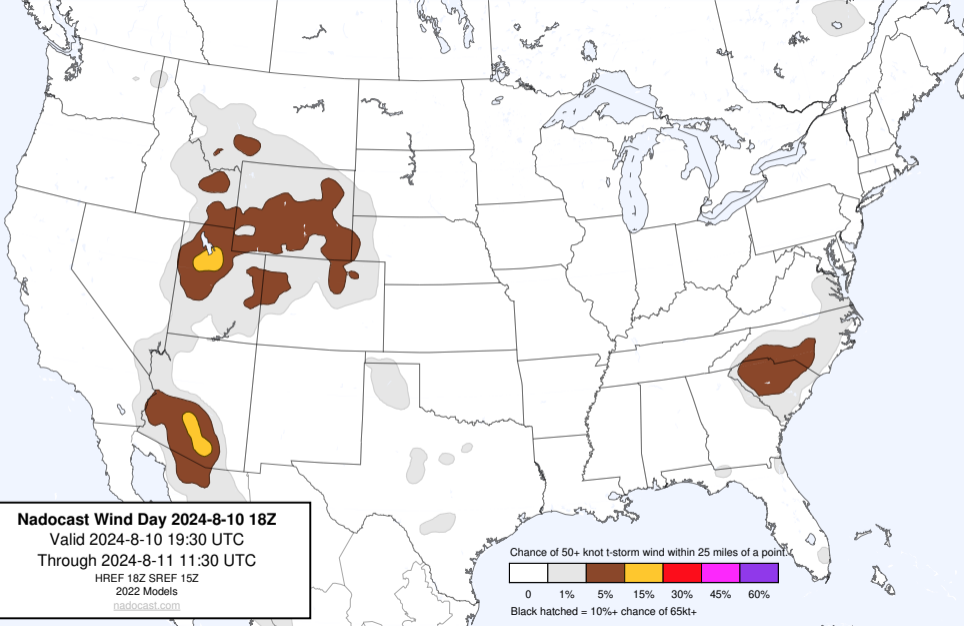 Nadocast Wind Day 2024-8-10 18Z
Valid 2024-8-10 19:30 UTC
Through 2024-8-11 11:30 UTC
HREF 18Z SREF 15Z
2022 Models
nadocast.com
Chance of 50+ knot t-storm wind within 25 miles of a point.
0 1% 5% 15% 30% 45% 60%
Black hatched = 10%+ chance of 65kt+